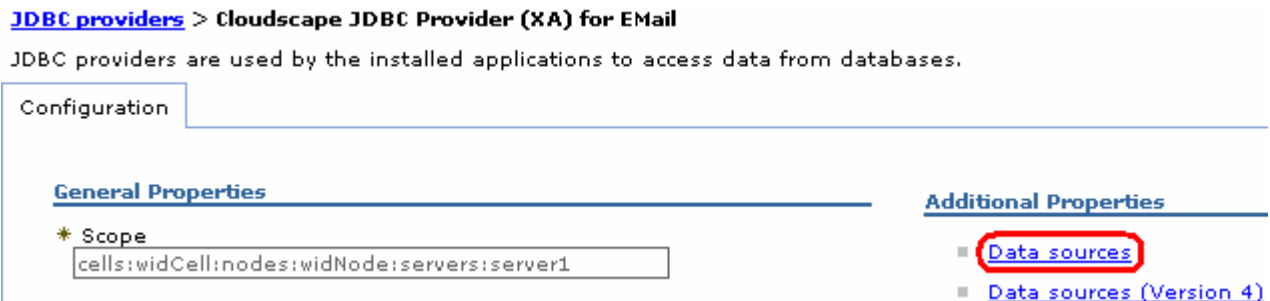 JDBC providers > Cloudscape JDBC Provider (XA) for EMail
JDBC providers are used by the installed applications to access data from databases.
Configuration
General Properties
* Scope
cells:widCell:nodes:widNode:servers:server1
Additional Properties
Data sources
Data sources (Version 4)